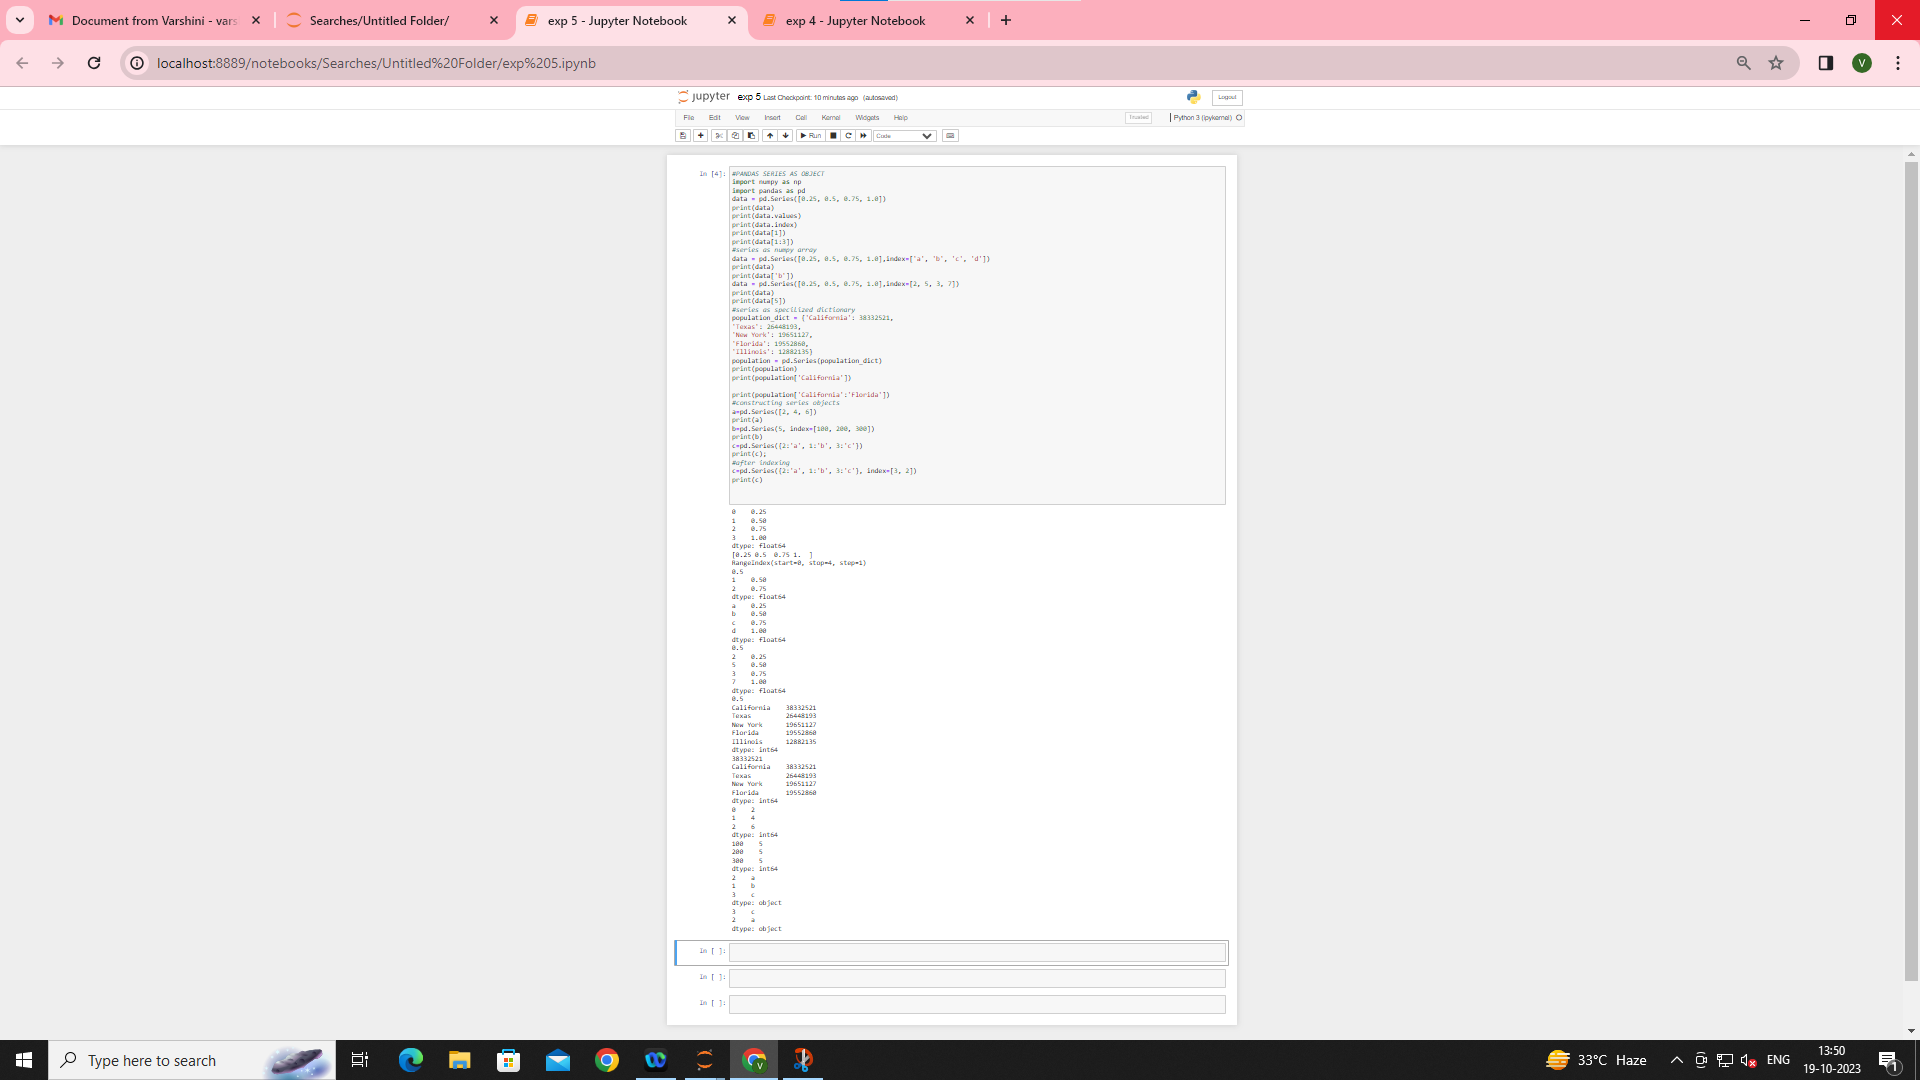 Document from Varshini - vars
Searches/Untitled Folder/
exp 5 - Jupyter Notebook
exp 4 - Jupyter Notebook
localhost:8889/notebooks/Searches/Untitled%20Folder/exp%205.ipynb
V
jupyter exp 5 Last Checkpoint: 10 minutes ago (autosaved)
Logout
File Edit View Insert Cell Kernel Widgets Help
Trusted
Python 3 (ipykernel)
Run
Code
In [4]:
#PANDAS SERIES AS OBJECT
import numpy as np
import pandas as pd
data = pd.Series([0.25, 0.5, 0.75, 1.0])
print(data)
print(data.values)
print(data.index)
print(data[1])
print(data[1:3])
#series as numpy array
data = pd.Series([0.25, 0.5, 0.75, 1.0],index=['a', 'b', 'c', 'd'])
print(data)
print(data['b'])
data = pd.Series([0.25, 0.5, 0.75, 1.0],index=[2, 5, 3, 7])
print(data)
print(data[5])
#series as specilized dictionary
population_dict = {'California': 38332521,
'Texas': 26448193,
'New York': 19651127,
'Florida': 19552860,
'Illinois': 12882135}
population = pd.Series(population_dict)
print(population)
print(population['California'])
print(population['California':'Florida'])
#constructing series objects
a=pd.Series([2, 4, 6])
print(a)
b=pd.Series(5, index=[100, 200, 300])
print(b)
c=pd.Series({2:'a', 1:'b', 3:'c'})
print(c);
#after indexing
c=pd.Series({2:'a', 1:'b', 3:'c'}, index=[3, 2])
print(c)
0 0.25
1 0.50
2 0.75
3 1.00
dtype: float64
[0.25 0.5 0.75 1. ]
RangeIndex(start=0, stop=4, step=1)
0.5
1 0.50
2 0.75
dtype: float64
a 0.25
b 0.50
c 0.75
d 1.00
dtype: float64
0.5
2 0.25
5 0.50
3 0.75
7 1.00
dtype: float64
0.5
California 38332521
Texas 26448193
New York 19651127
Florida 19552860
Illinois 12882135
dtype: int64
38332521
California 38332521
Texas 26448193
New York 19651127
Florida 19552860
dtype: int64
0 2
1 4
2 6
dtype: int64
100 5
200 5
300 5
dtype: int64
2 a
1 b
3 c
dtype: object
3 c
2 a
dtype: object
In [ ]:
In [ ]:
In [ ]:
Type here to search
V
33°C Haze
ENG
13:50
19-10-2023
1